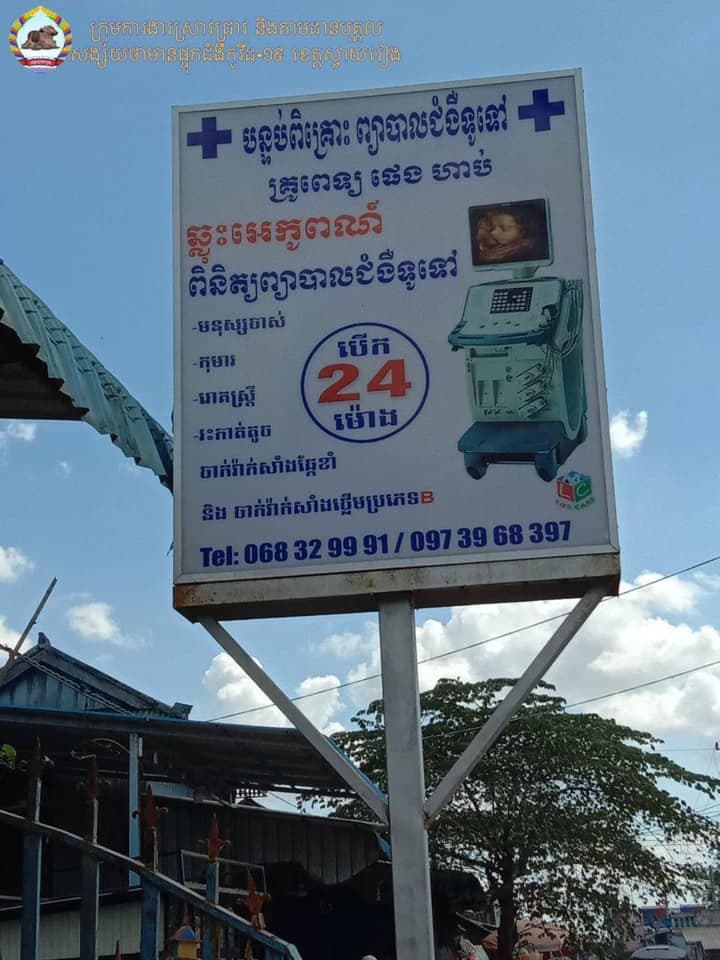 ក្រុមការងារស្រាវជ្រាវ និងតាមដានបុគ្គល
សង្ស័យថាមានផ្ទុកជំងឺកូវីដ-១៩ ខេត្តស្វាយរៀង
បន្ទប់ពិគ្រោះ ព្យាបាលជំងឺទូទៅ
គ្រូពេទ្យ ផេង ហាប់
ឆ្លុះអេកូពណ៍
ពិនិត្យព្យាបាលជំងឺទូទៅ
-មនុស្សចាស់
-កុមារ
-រោគស្ត្រី
-វះកាត់តូច
ចាក់វ៉ាក់សាំងឆ្កែខាំ
និង ចាក់វ៉ាក់សាំងថ្លើមប្រភេទB
បើក
24
ម៉ោង
LC
Tel: 068 32 99 91 / 097 39 68 397